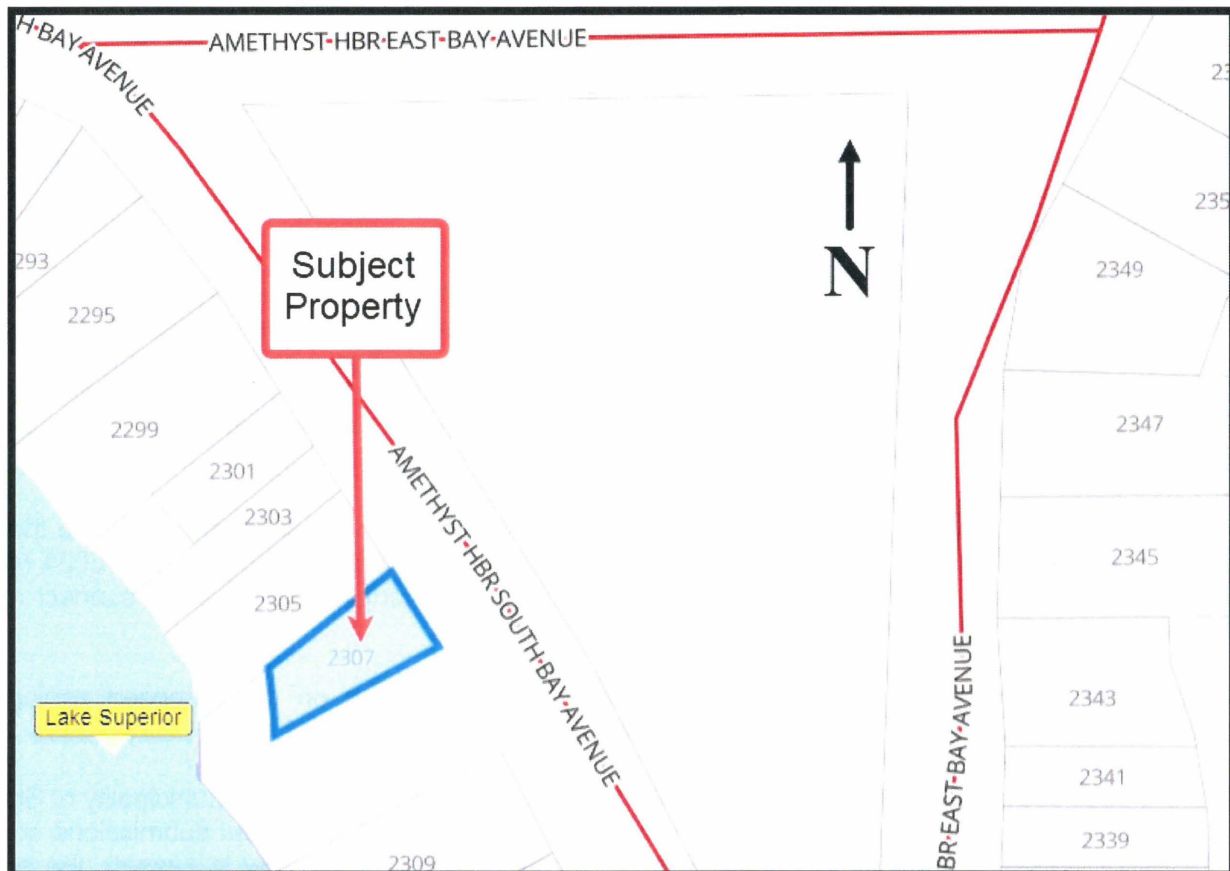 H·BAY·AVENUE
AMETHYST·HBR·EAST·BAY·AVENUE
N
Subject
Property
293
2295
2299
2301
2303
2305
2307
2309
Lake Superior
AMETHYST·HBR·SOUTH·BAY·AVENUE
BR·EAST·BAY·AVENUE
23
235
2349
2347
2345
2343
2341
2339